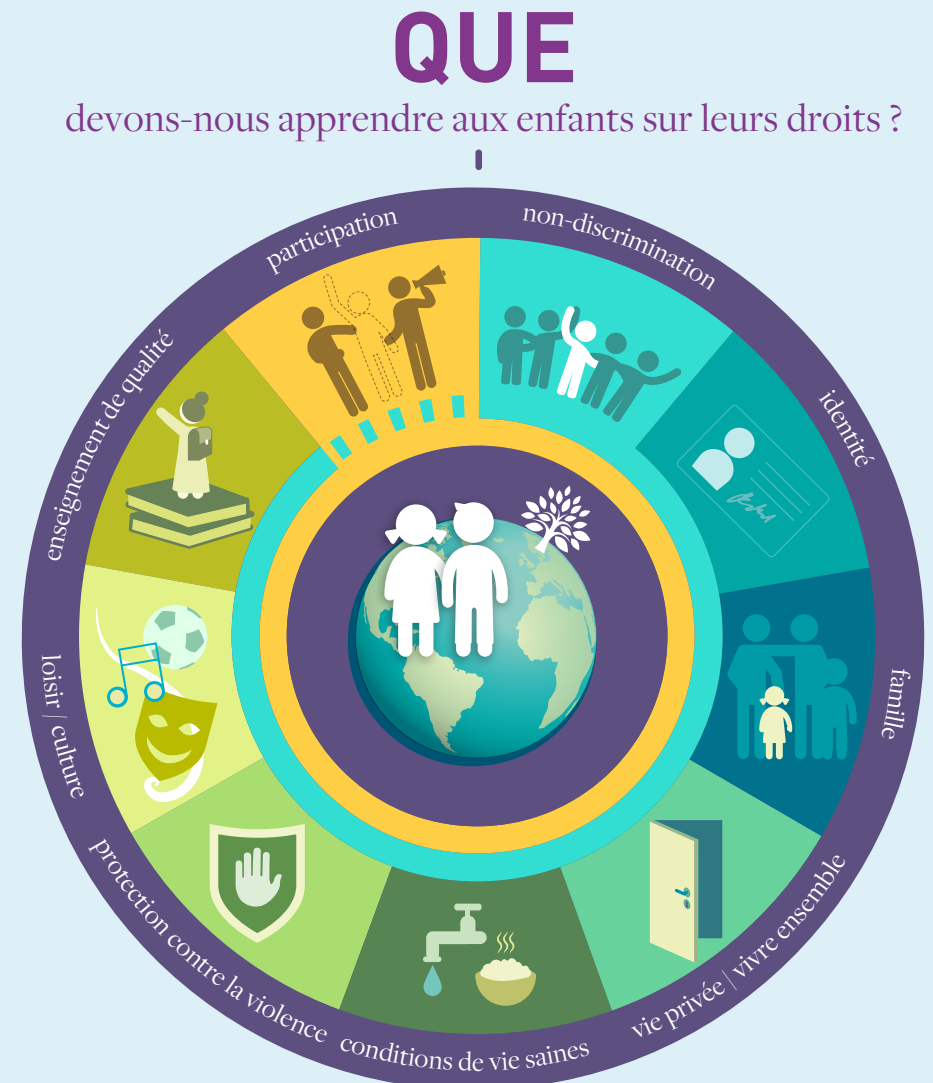 QUE
devons-nous apprendre aux enfants sur leurs droits ?
participation
non-discrimination
identité
famille
vie privée / vivre ensemble
conditions de vie saines
protection contre la violence
loisir / culture
enseignement de qualité